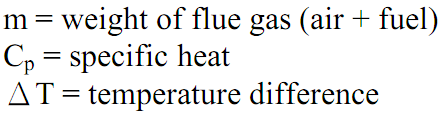 m = weight of flue gas (air + fuel)
Cₚ = specific heat
ΔT = temperature difference